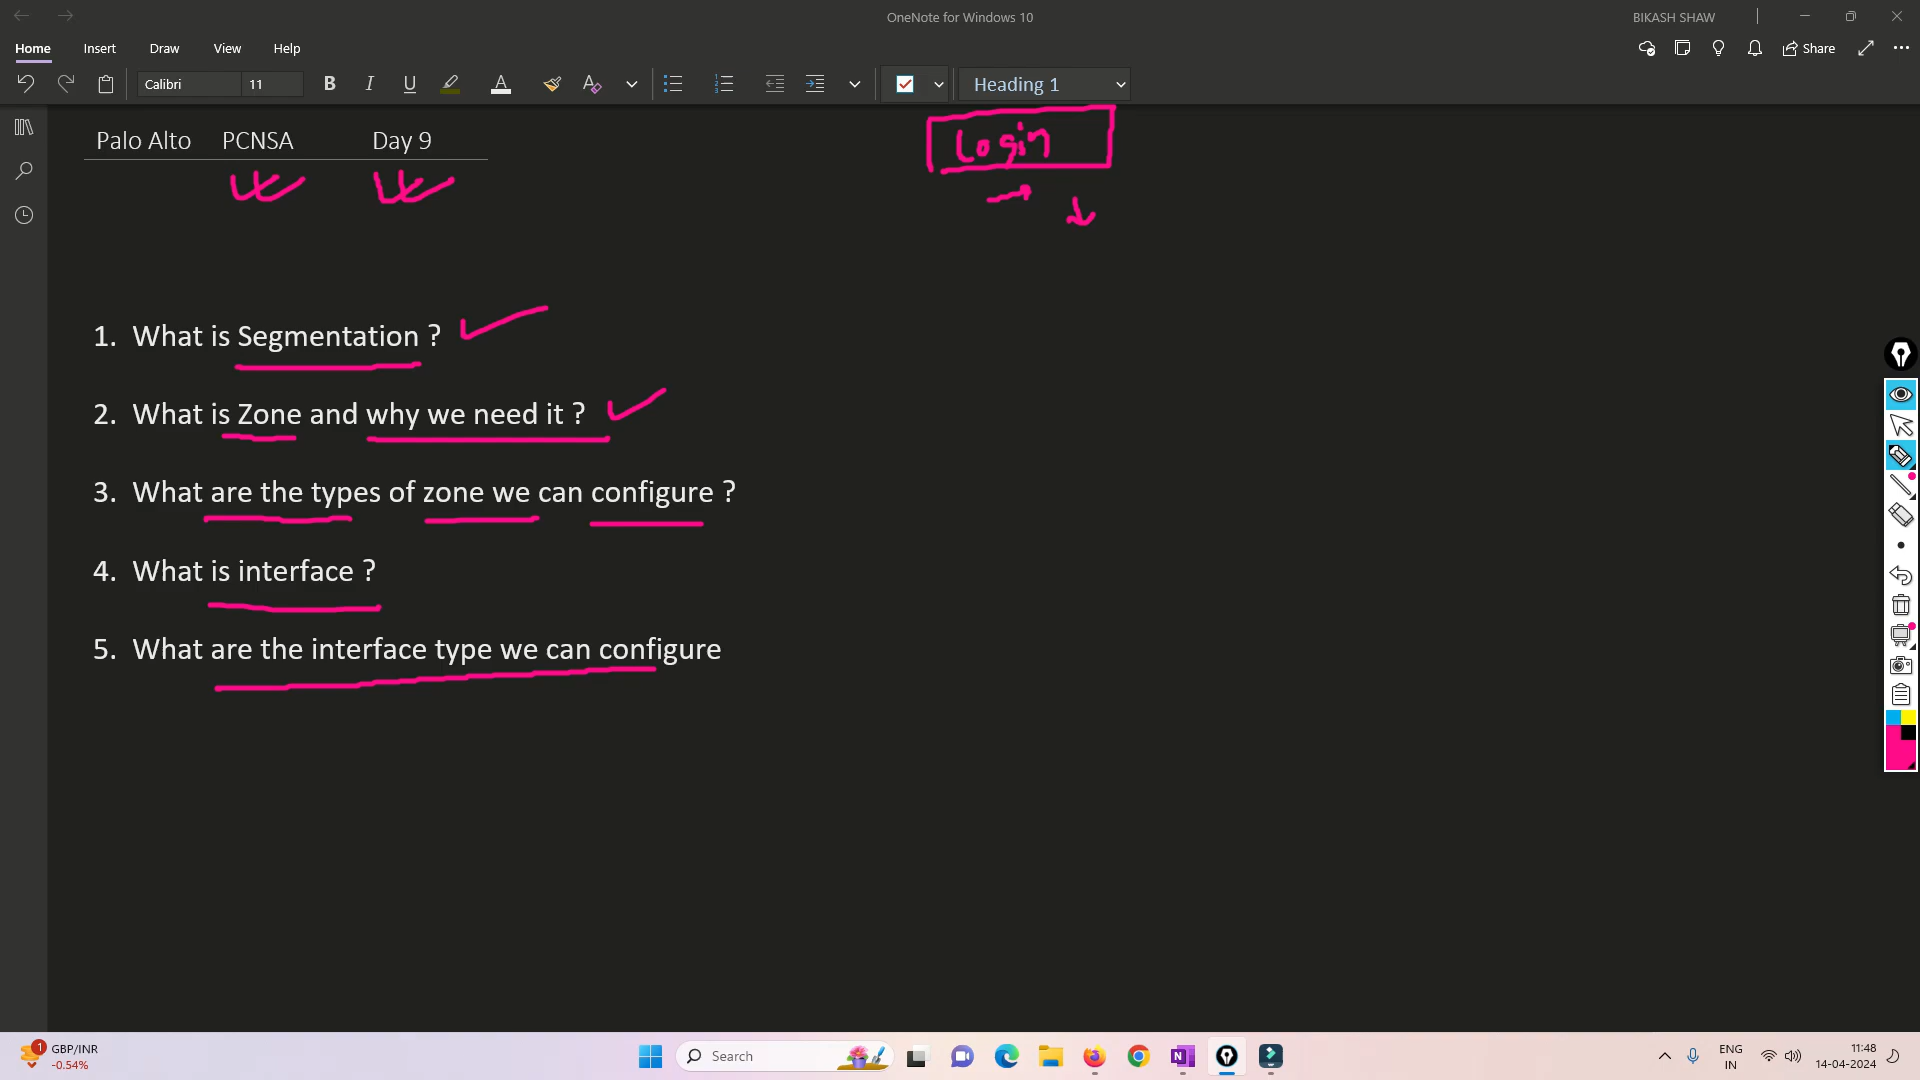 OneNote for Windows 10
BIKASH SHAW
Home Insert Draw View Help
Share
Calibri 11 B I U A A Heading 1
Palo Alto PCNSA Day 9
Login
1. What is Segmentation ?
2. What is Zone and why we need it ?
3. What are the types of zone we can configure ?
4. What is interface ?
5. What are the interface type we can configure
1 GBP/INR
-0.54%
Search
ENG
IN
11:48
14-04-2024